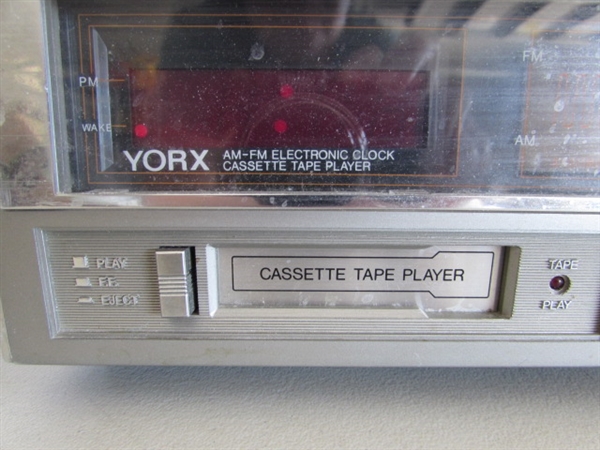 PM
FM
WAKE
AM
YORX AM-FM ELECTRONIC CLOCK
CASSETTE TAPE PLAYER
PLAY
F.F.
EJECT
CASSETTE TAPE PLAYER
TAPE
PLAY